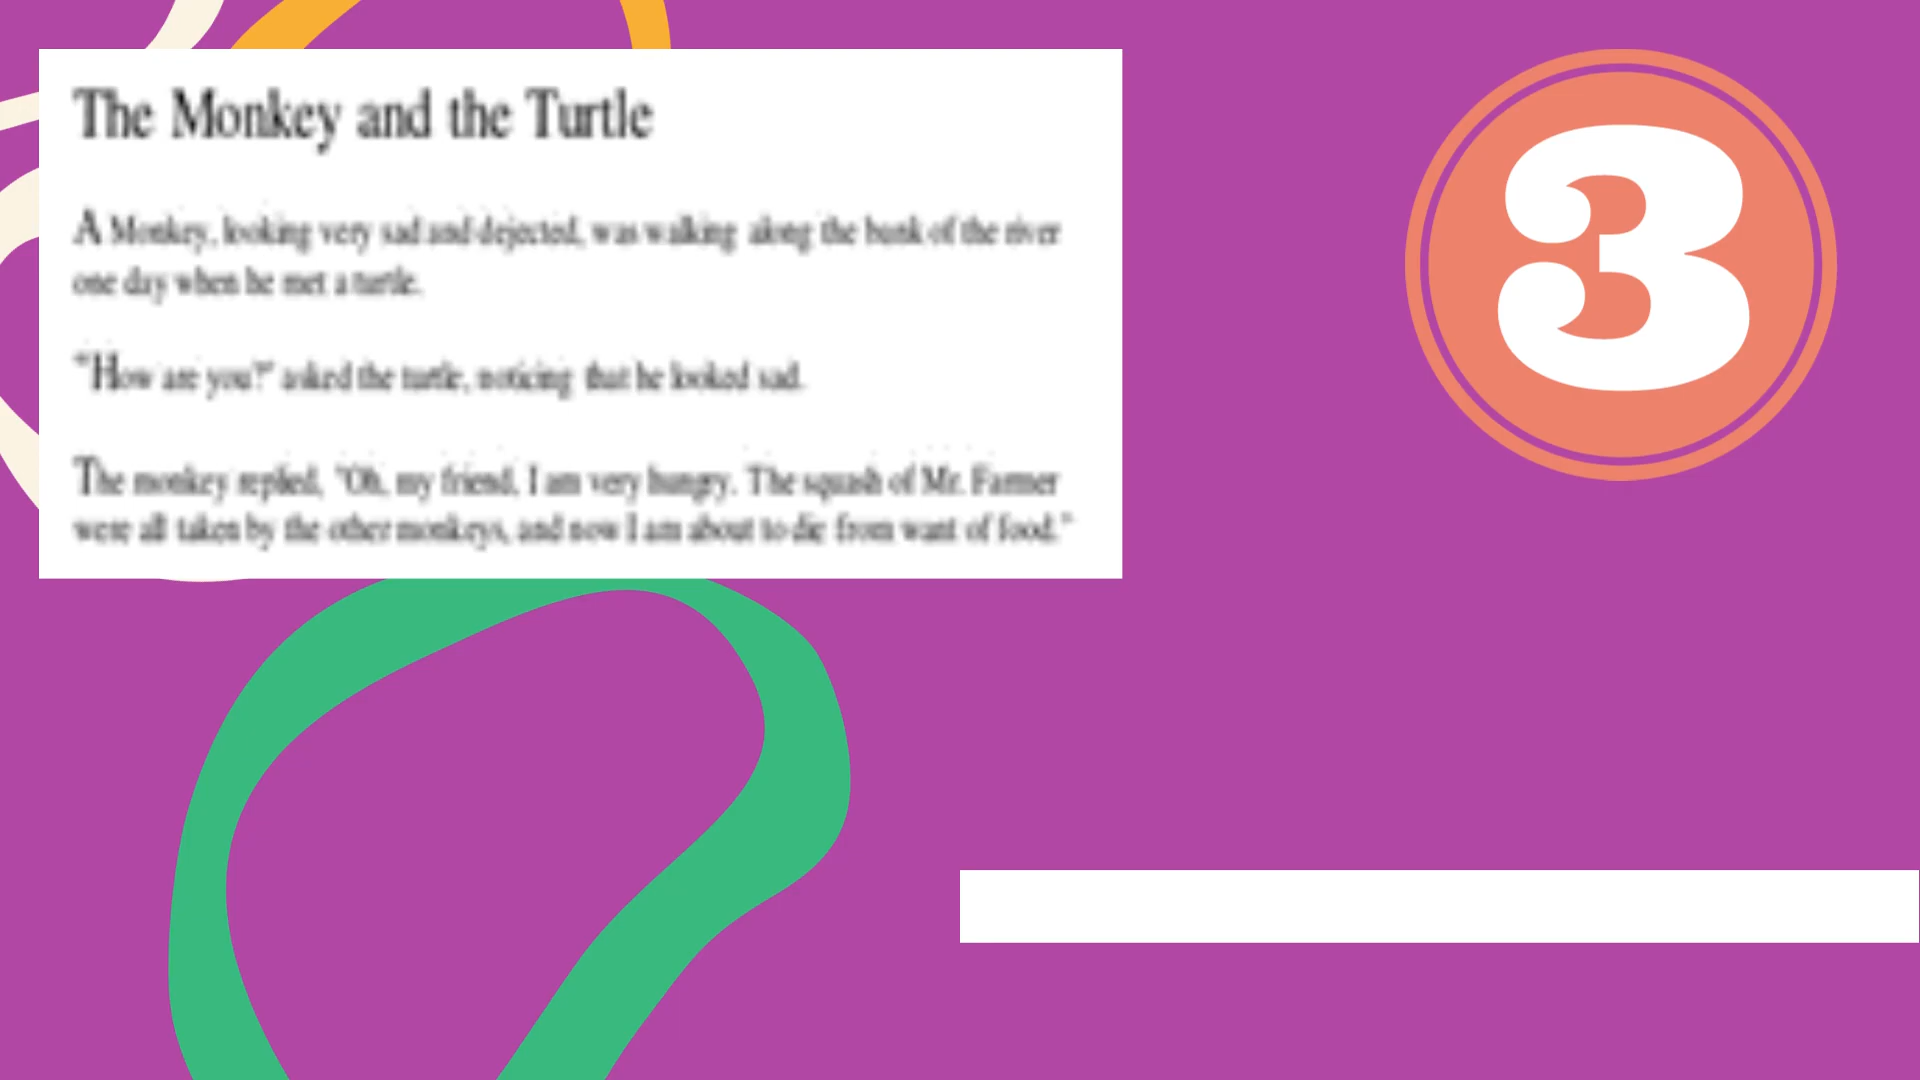 The Monkey and the Turtle
A Monkey, looking very sad and dejected, was walking along the bank of the river
one day when he met a turtle.
"How are you?" asked the turtle, noticing that he looked sad.
The monkey replied, "Oh, my friend, I am very hungry. The squash of Mr. Farmer
were all taken by the other monkeys, and now I am about to die from want of food."
3